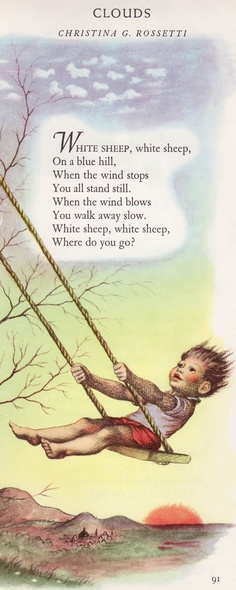 CLOUDS
CHRISTINA G. ROSSETTI
WHITE SHEEP, white sheep,
On a blue hill,
When the wind stops
You all stand still.
When the wind blows
You walk away slow.
White sheep, white sheep,
Where do you go?
91